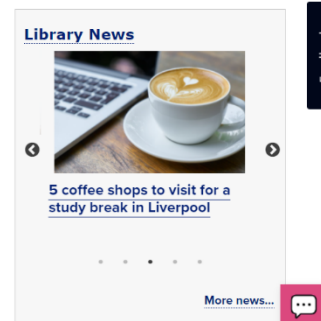 Library News
5 coffee shops to visit for a
study break in Liverpool
More news...